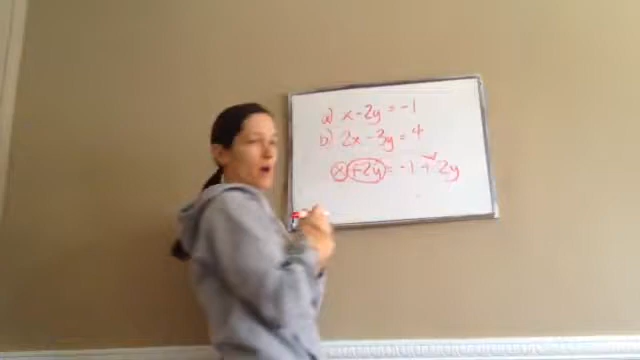 a) x-2y = -1
b) 2x-3y = 4
x +2y = -1 + 2y